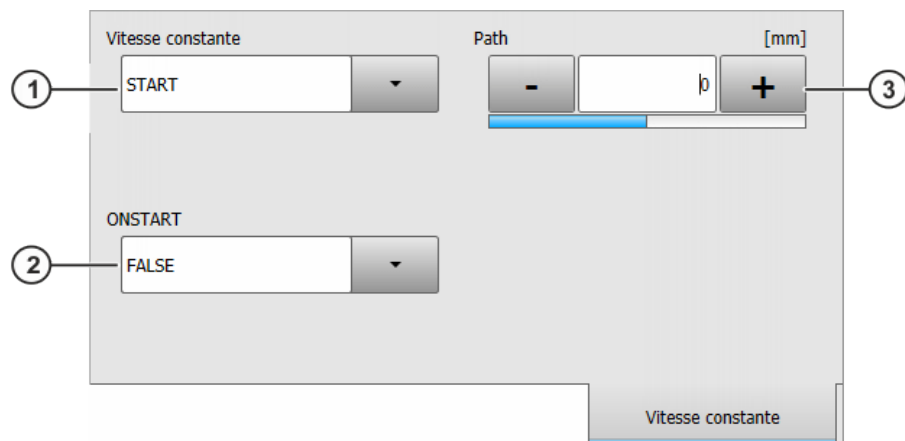 Vitesse constante
Path [mm]
1
START
- 0 +
3
ONSTART
2
FALSE
Vitesse constante